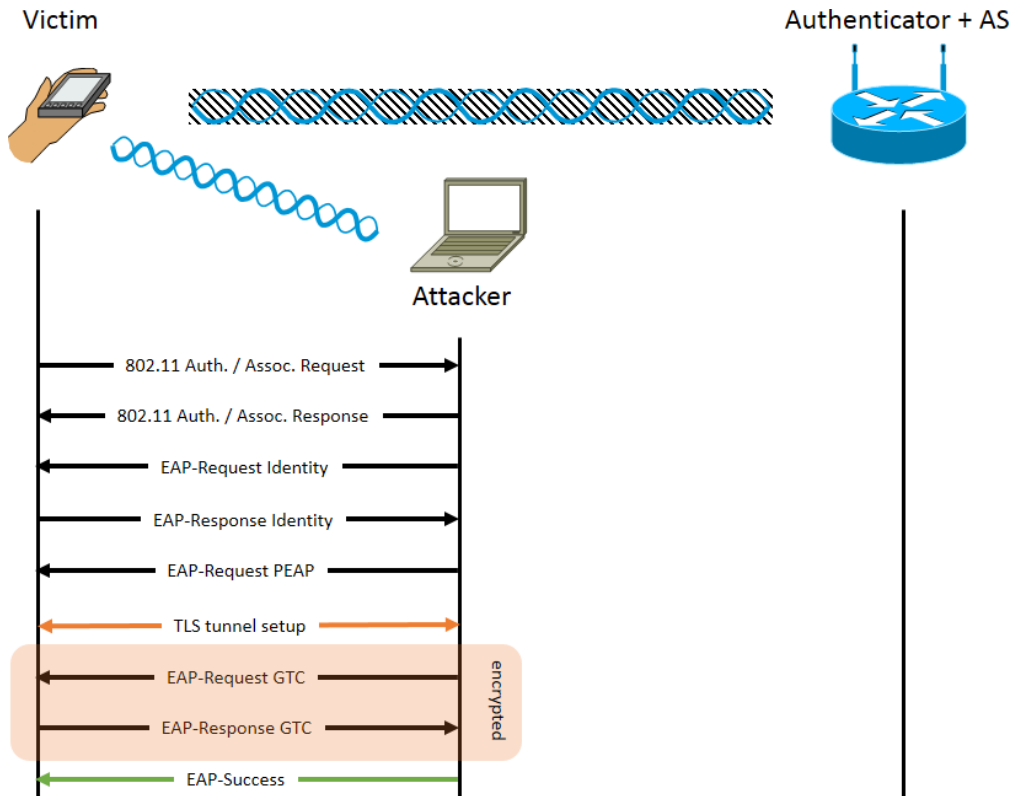 Victim
Authenticator + AS
Attacker
802.11 Auth. / Assoc. Request
802.11 Auth. / Assoc. Response
EAP-Request Identity
EAP-Response Identity
EAP-Request PEAP
TLS tunnel setup
EAP-Request GTC
encrypted
EAP-Response GTC
EAP-Success